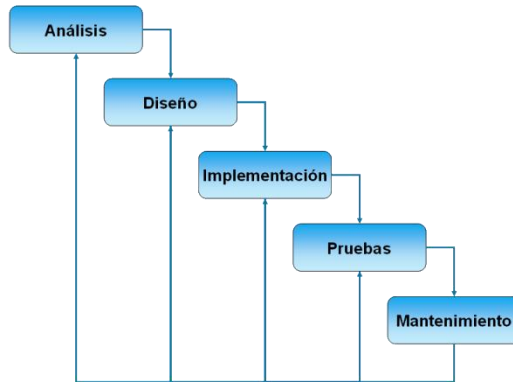 Análisis
Diseño
Implementación
Pruebas
Mantenimiento